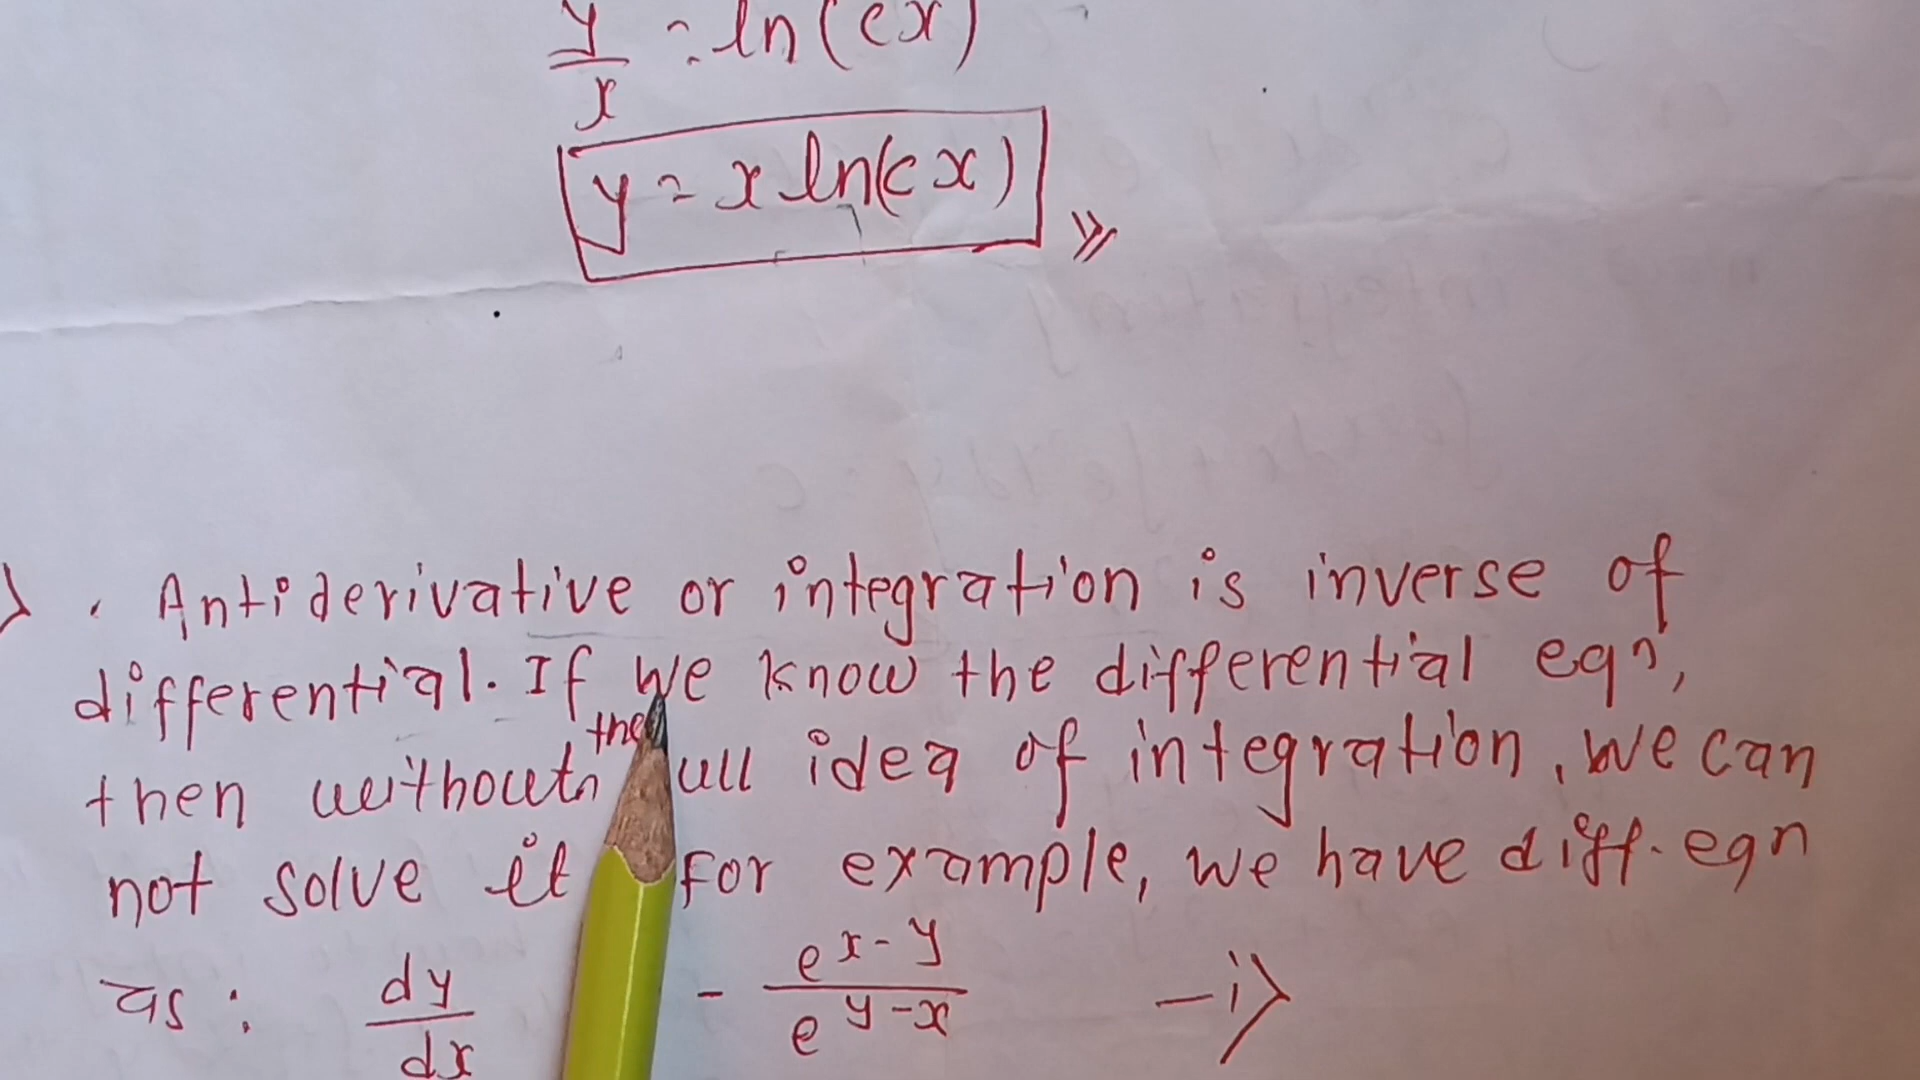 y/x = ln(cx)
y = x ln(cx)
. Antiderivative or integration is inverse of
differential. If we know the differential eqn,
then without the ull idea of integration, we can
not solve it For example, we have diff. eqn
as : dy/dx - e^(x-y)/e^(y-x) -i>